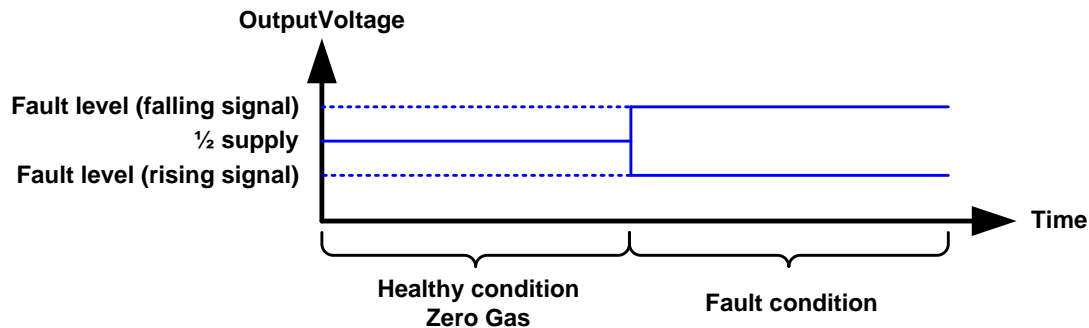 OutputVoltage
Fault level (falling signal)
½ supply
Fault level (rising signal)
Time
Healthy condition
Zero Gas
Fault condition